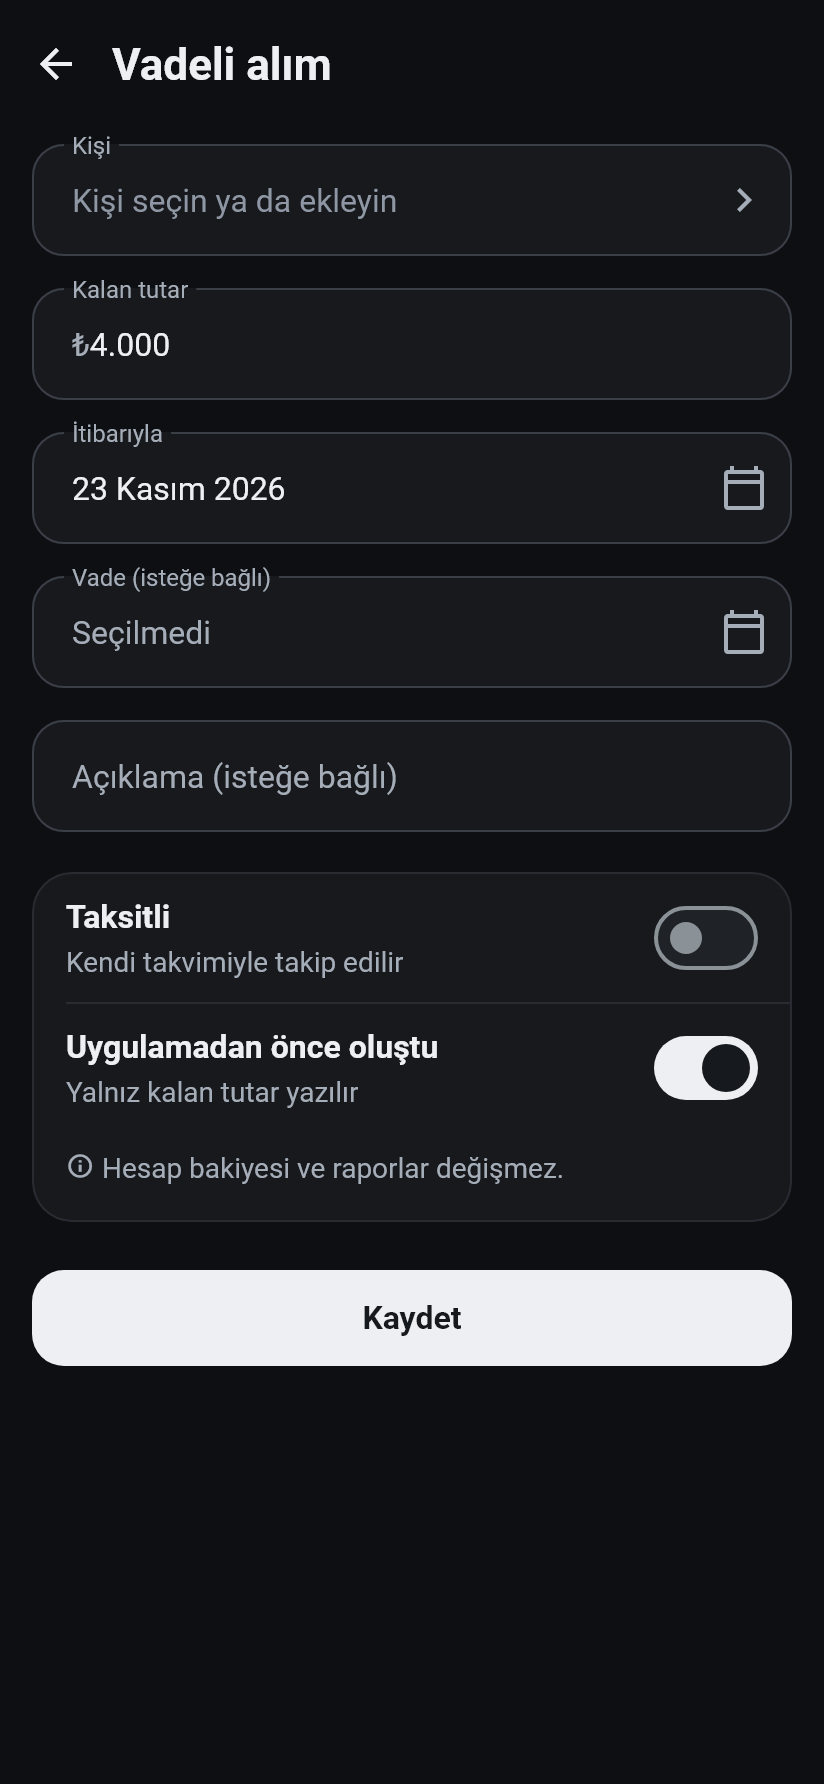 Vadeli alım
Kişi
Kişi seçin ya da ekleyin
Kalan tutar
₺4.000
İtibarıyla
23 Kasım 2026
Vade (isteğe bağlı)
Seçilmedi
Açıklama (isteğe bağlı)
Taksitli
Kendi takvimiyle takip edilir
Uygulamadan önce oluştu
Yalnız kalan tutar yazılır
Hesap bakiyesi ve raporlar değişmez.
Kaydet